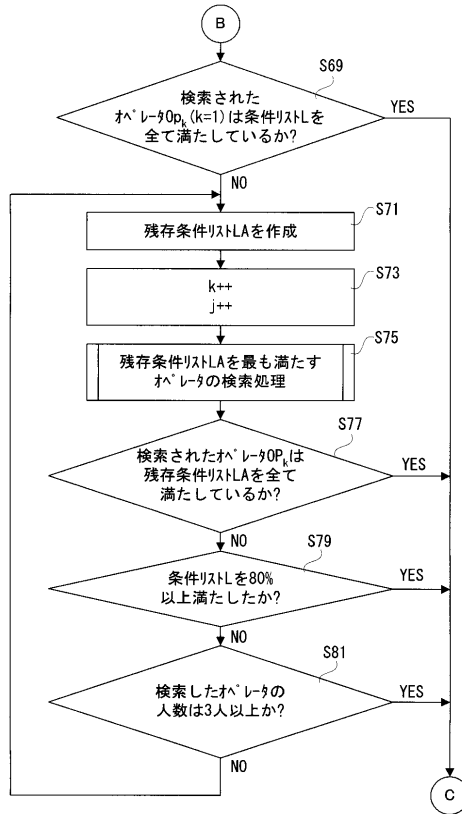 B
S69
検索された
オペレータOpk(k=1)は条件リストLを
全て満たしているか?
YES
NO
S71
残存条件リストLAを作成
S73
k++
j++
S75
残存条件リストLAを最も満たす
オペレータの検索処理
S77
検索されたオペレータOPkは
残存条件リストLAを全て
満たしているか?
YES
NO
S79
条件リストLを80%
以上満たしたか?
YES
NO
S81
検索したオペレータの
人数は3人以上か?
YES
NO
C